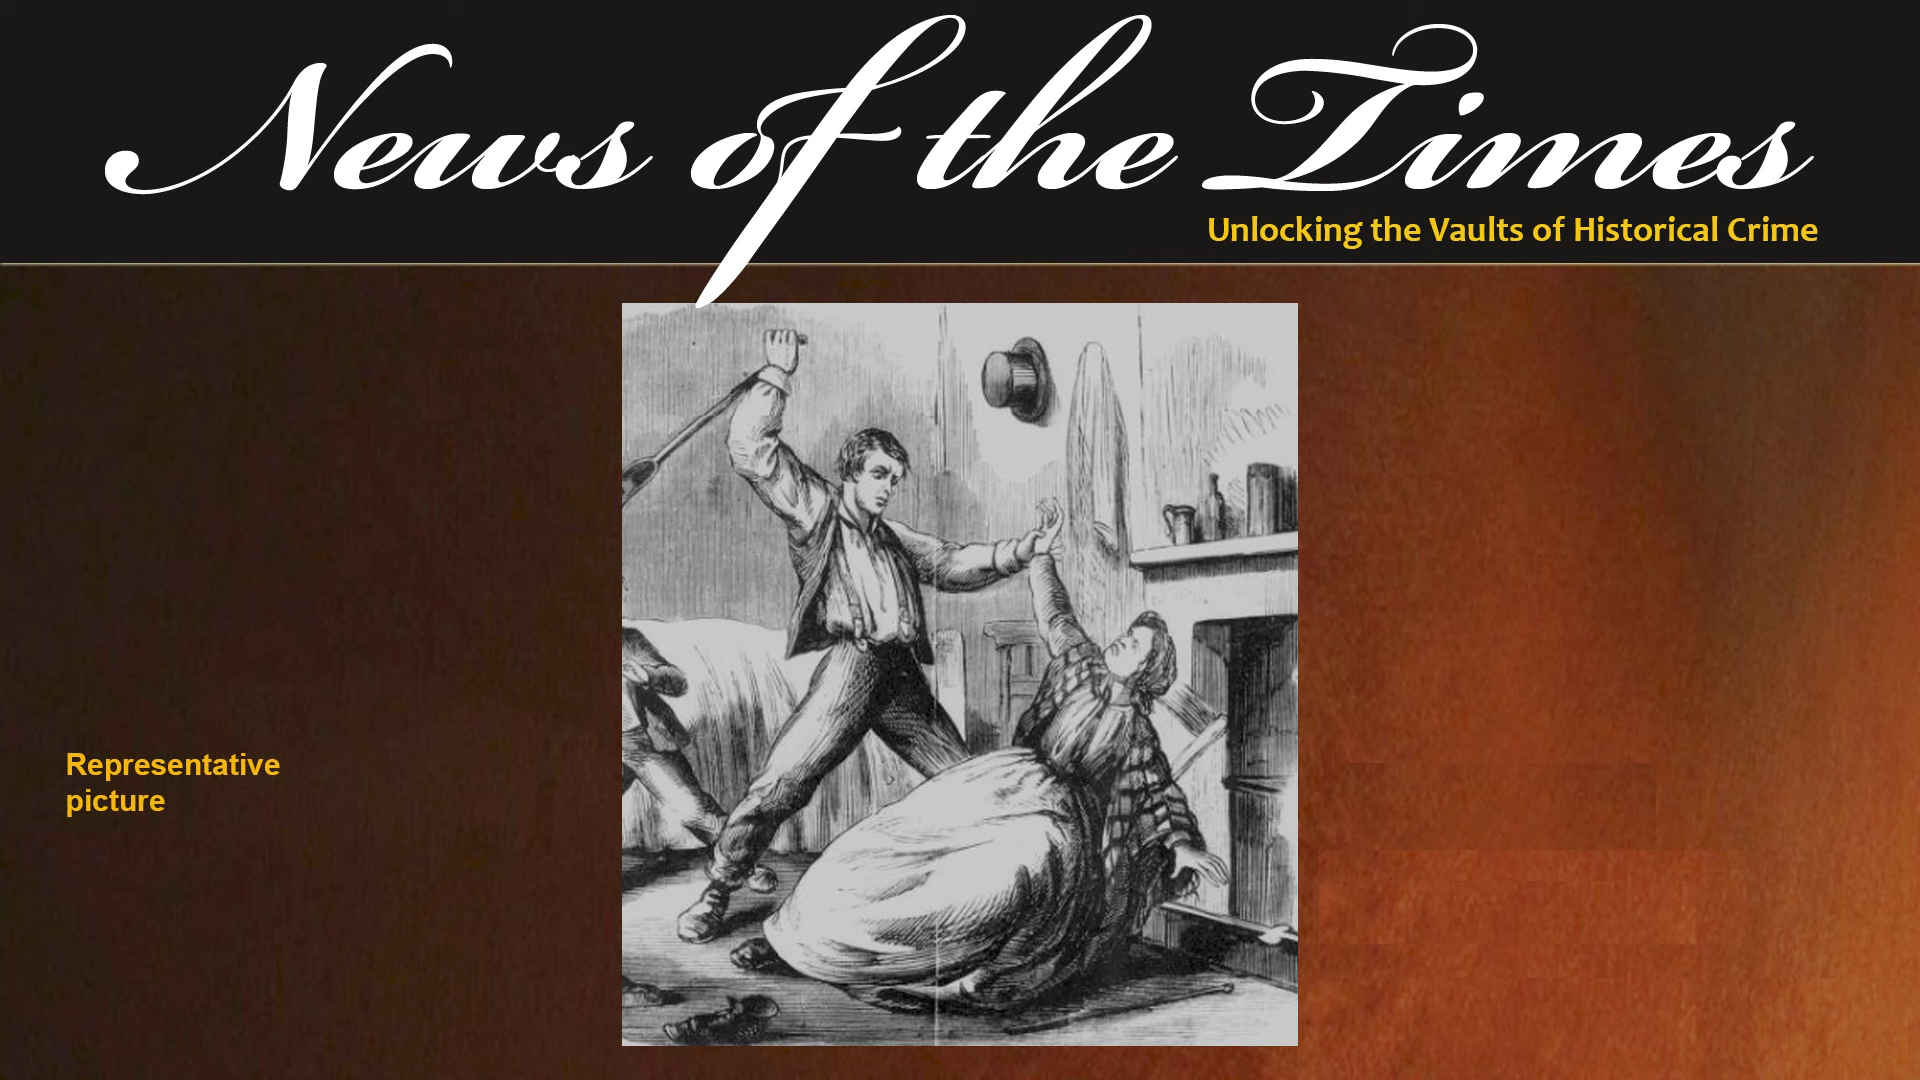 News of the Times
Unlocking the Vaults of Historical Crime
Representative
picture